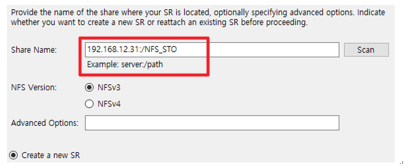 Provide the name of the share where your SR is located, optionally specifying advanced options. Indicate
whether you want to create a new SR or reattach an existing SR before proceeding.
Share Name: 192.168.12.31:/NFS_STO Scan
Example: server:/path
NFS Version: NFSv3
NFSv4
Advanced Options:
Create a new SR